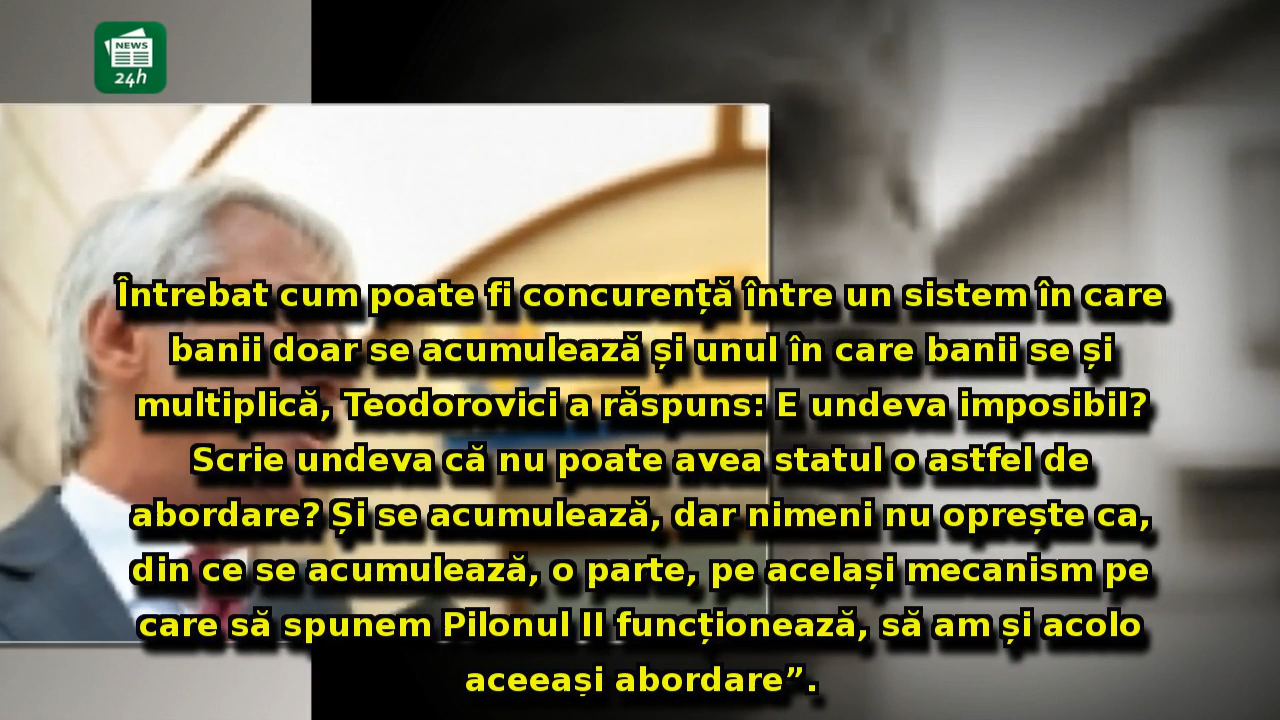 NEWS
24h
Întrebat cum poate fi concurență între un sistem în care
banii doar se acumulează și unul în care banii se și
multiplică, Teodorovici a răspuns: E undeva imposibil?
Scrie undeva că nu poate avea statul o astfel de
abordare? Și se acumulează, dar nimeni nu oprește ca,
din ce se acumulează, o parte, pe același mecanism pe
care să spunem Pilonul II funcționează, să am și acolo
aceeași abordare”.